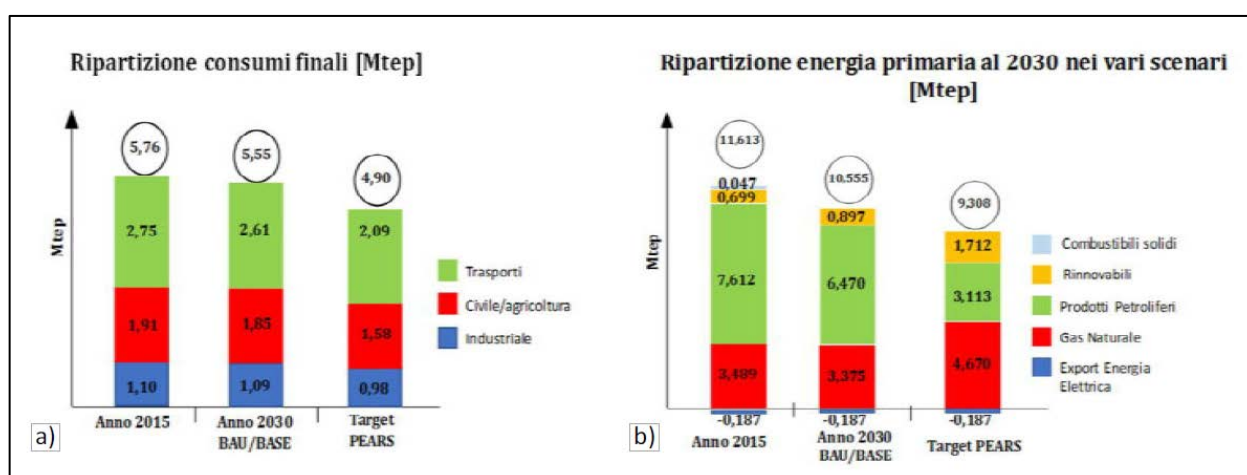 Ripartizione consumi finali [Mtep]
5,76
5,55
4,90
2,75
2,61
2,09
1,91
1,85
1,58
1,10
1,09
0,98
Mtep
Trasporti
Civile/agricoltura
Industriale
Anno 2015
Anno 2030
BAU/BASE
Target
PEARS
a)
Ripartizione energia primaria al 2030 nei vari scenari
[Mtep]
11,613
10,555
9,308
0,047
0,699
0,897
1,712
7,612
6,470
3,113
3,489
3,375
4,670
-0,187
-0,187
-0,187
Mtep
Combustibili solidi
Rinnovabili
Prodotti Petroliferi
Gas Naturale
Export Energia
Elettrica
Anno 2015
Anno 2030
BAU/BASE
Target PEARS
b)